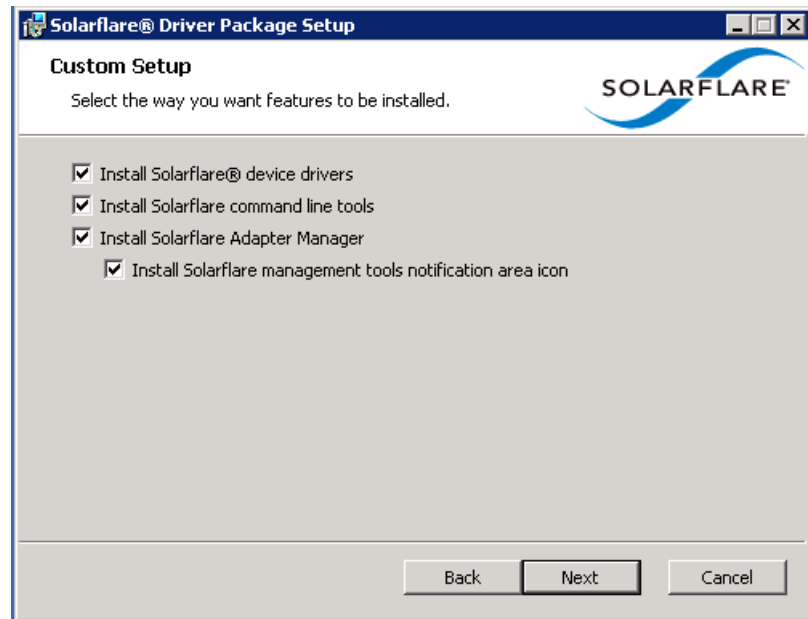 Solarflare® Driver Package Setup
Custom Setup
Select the way you want features to be installed.
SOLARFLARE®
Install Solarflare® device drivers
Install Solarflare command line tools
Install Solarflare Adapter Manager
Install Solarflare management tools notification area icon
Back Next Cancel